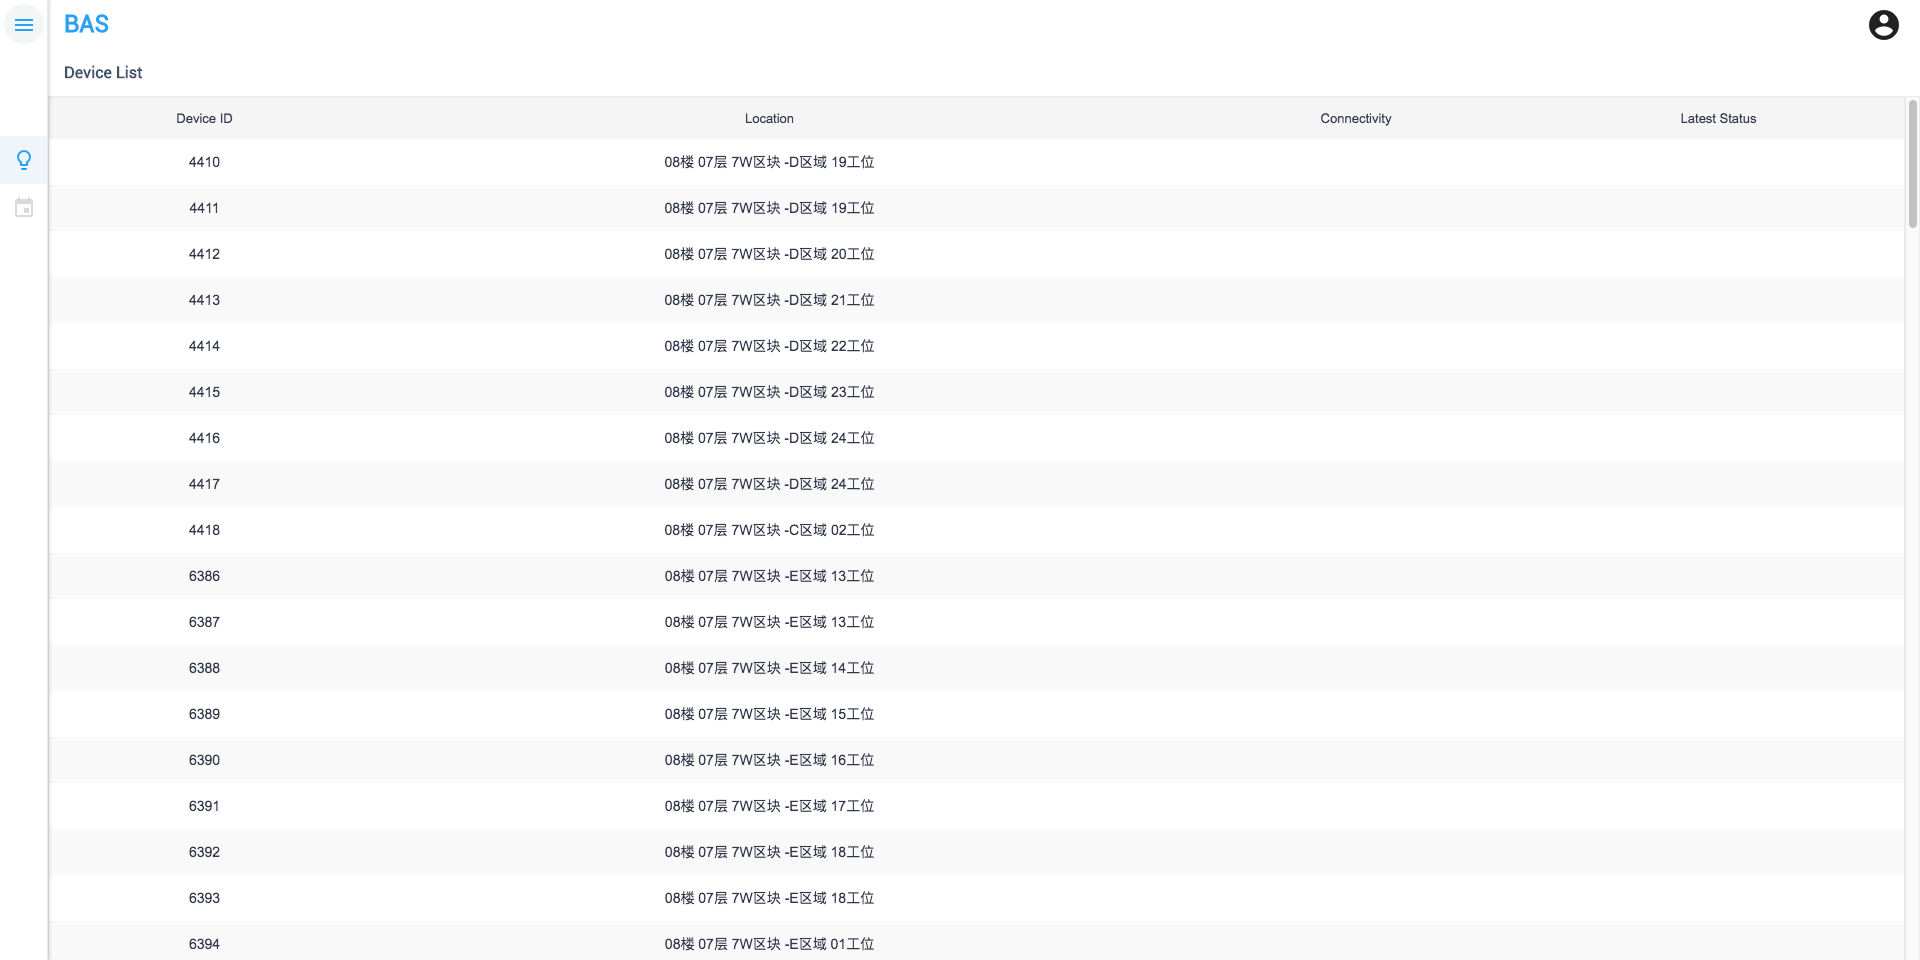 BAS
Device List
Device ID Location Connectivity Latest Status
4410 08楼 07层 7W区块 -D区域 19工位
4411 08楼 07层 7W区块 -D区域 19工位
4412 08楼 07层 7W区块 -D区域 20工位
4413 08楼 07层 7W区块 -D区域 21工位
4414 08楼 07层 7W区块 -D区域 22工位
4415 08楼 07层 7W区块 -D区域 23工位
4416 08楼 07层 7W区块 -D区域 24工位
4417 08楼 07层 7W区块 -D区域 24工位
4418 08楼 07层 7W区块 -C区域 02工位
6386 08楼 07层 7W区块 -E区域 13工位
6387 08楼 07层 7W区块 -E区域 13工位
6388 08楼 07层 7W区块 -E区域 14工位
6389 08楼 07层 7W区块 -E区域 15工位
6390 08楼 07层 7W区块 -E区域 16工位
6391 08楼 07层 7W区块 -E区域 17工位
6392 08楼 07层 7W区块 -E区域 18工位
6393 08楼 07层 7W区块 -E区域 18工位
6394 08楼 07层 7W区块 -E区域 01工位